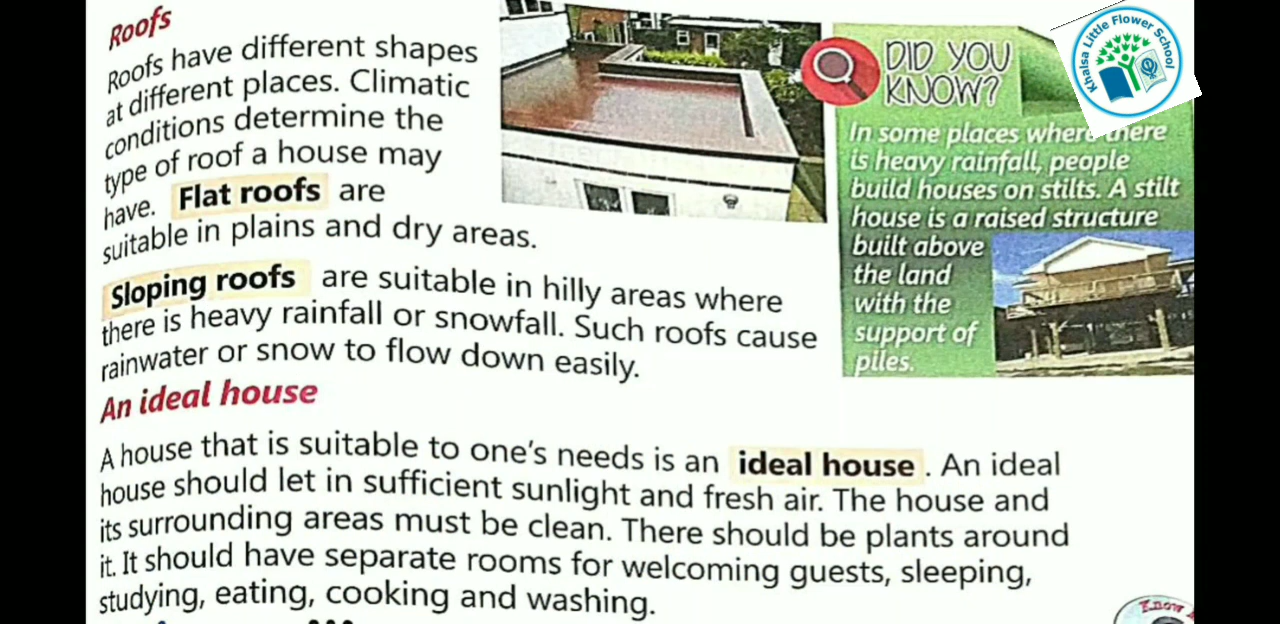 Roofs
Roofs have different shapes
at different places. Climatic
conditions determine the
type of roof a house may
have. Flat roofs are
suitable in plains and dry areas.
Sloping roofs are suitable in hilly areas where
there is heavy rainfall or snowfall. Such roofs cause
rainwater or snow to flow down easily.
An ideal house
A house that is suitable to one's needs is an ideal house . An ideal
house should let in sufficient sunlight and fresh air. The house and
its surrounding areas must be clean. There should be plants around
it. It should have separate rooms for welcoming guests, sleeping,
studying, eating, cooking and washing.
DID YOU
KNOW?
In some places where there
is heavy rainfall, people
build houses on stilts. A stilt
house is a raised structure
built above
the land
with the
support of
piles.
Khalsa Little Flower School
Know